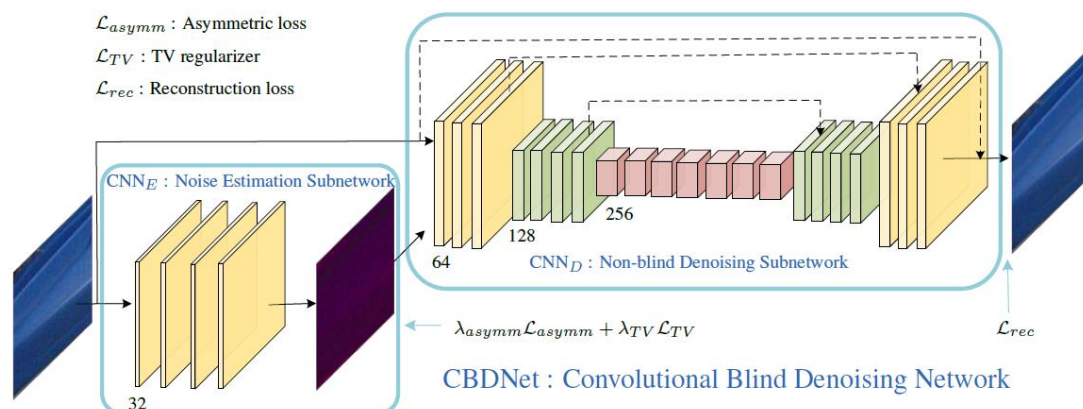 𝓛_asymm : Asymmetric loss
𝓛_TV : TV regularizer
𝓛_rec : Reconstruction loss
CNN_E : Noise Estimation Subnetwork
32
64
128
256
CNN_D : Non-blind Denoising Subnetwork
λ_asymm 𝓛_asymm + λ_TV 𝓛_TV
𝓛_rec
CBDNet : Convolutional Blind Denoising Network